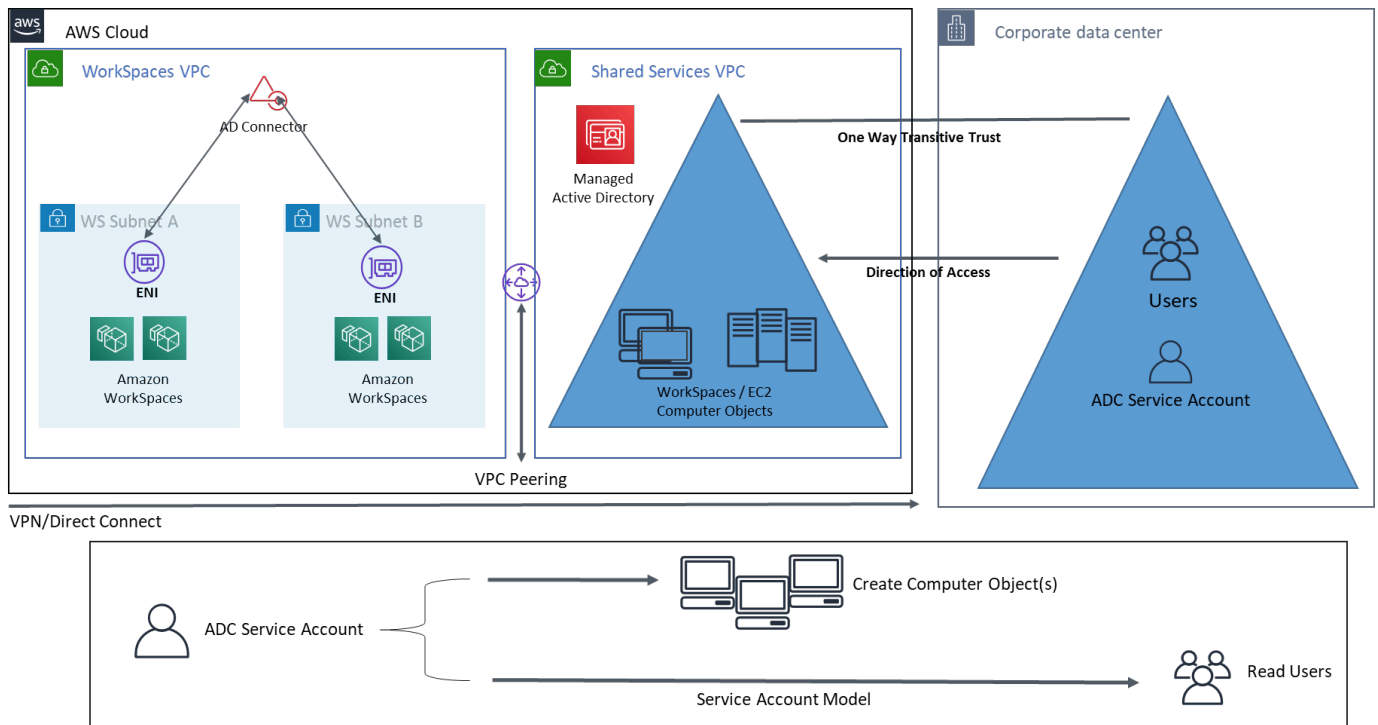 aws
AWS Cloud
WorkSpaces VPC
AD Connector
WS Subnet A
ENI
Amazon
WorkSpaces
WS Subnet B
ENI
Amazon
WorkSpaces
Shared Services VPC
Managed
Active Directory
WorkSpaces / EC2
Computer Objects
VPC Peering
One Way Transitive Trust
Direction of Access
Corporate data center
Users
ADC Service Account
VPN/Direct Connect
ADC Service Account
Create Computer Object(s)
Read Users
Service Account Model